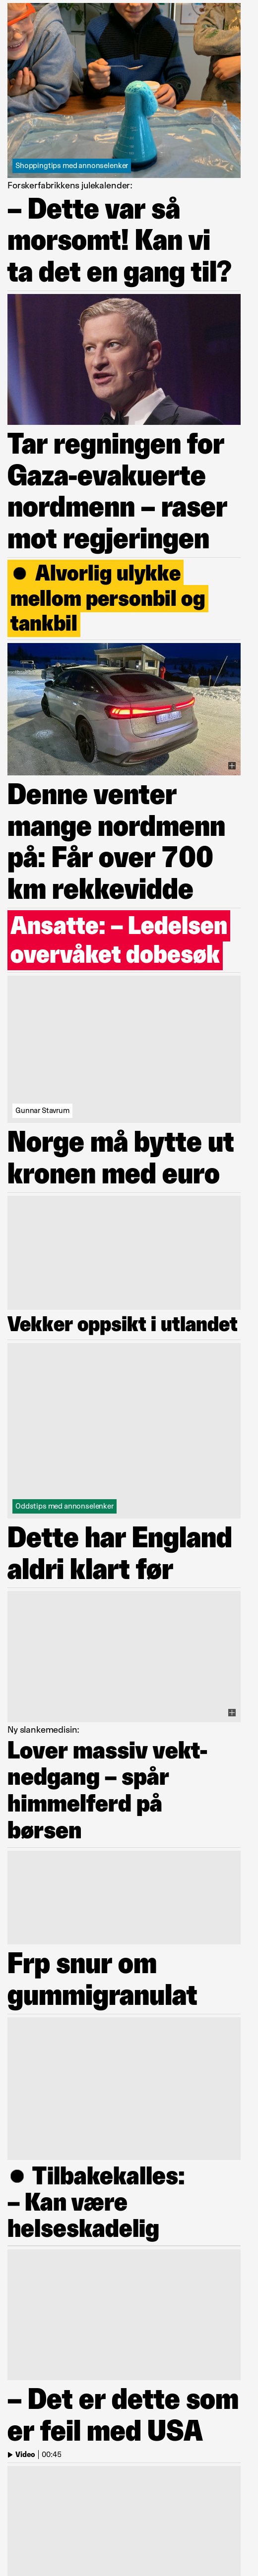 Shoppingtips med annonselenker
Forskerfabrikkens julekalender:
– Dette var så
morsomt! Kan vi
ta det en gang til?
Tar regningen for
Gaza-evakuerte
nordmenn – raser
mot regjeringen
Alvorlig ulykke
mellom personbil og
tankbil
Denne venter
mange nordmenn
på: Får over 700
km rekkevidde
Ansatte: – Ledelsen
overvåket dobesøk
Gunnar Stavrum
Norge må bytte ut
kronen med euro
Vekker oppsikt i utlandet
Oddstips med annonselenker
Dette har England
aldri klart før
Ny slankemedisin:
Lover massiv vekt-
nedgang – spår
himmelferd på
børsen
Frp snur om
gummigranulat
Tilbakekalles:
– Kan være
helseskadelig
– Det er dette som
er feil med USA
Video | 00:45